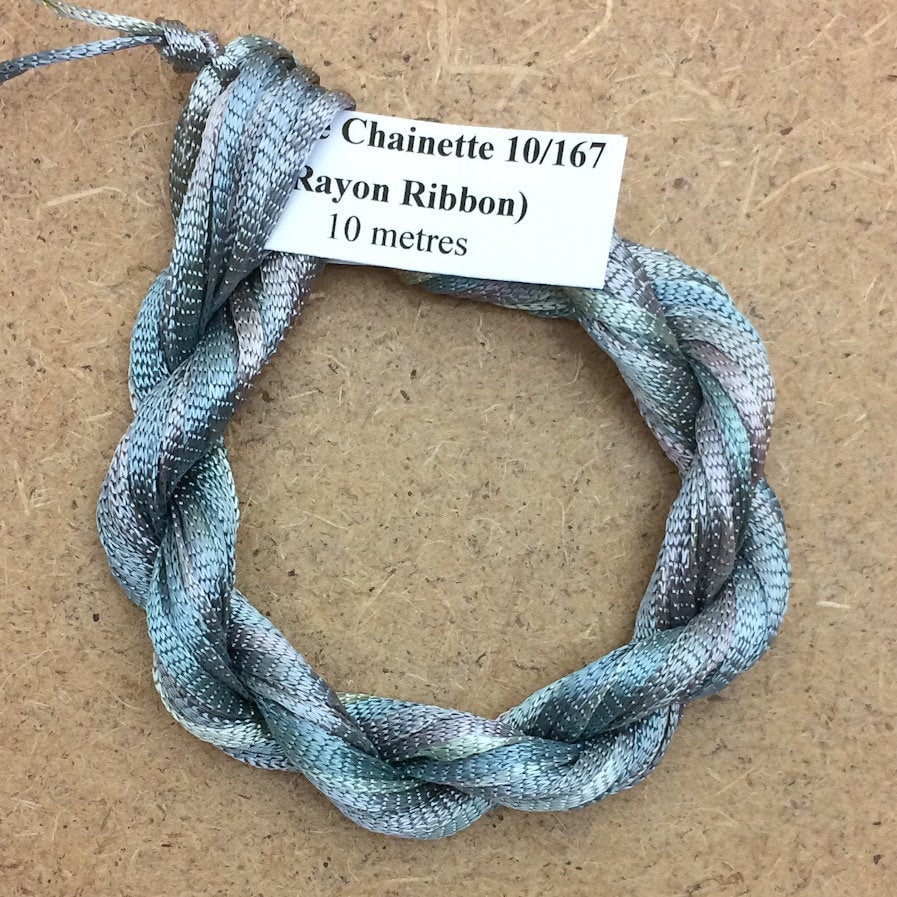 Chainette 10/167
Rayon Ribbon)
10 metres